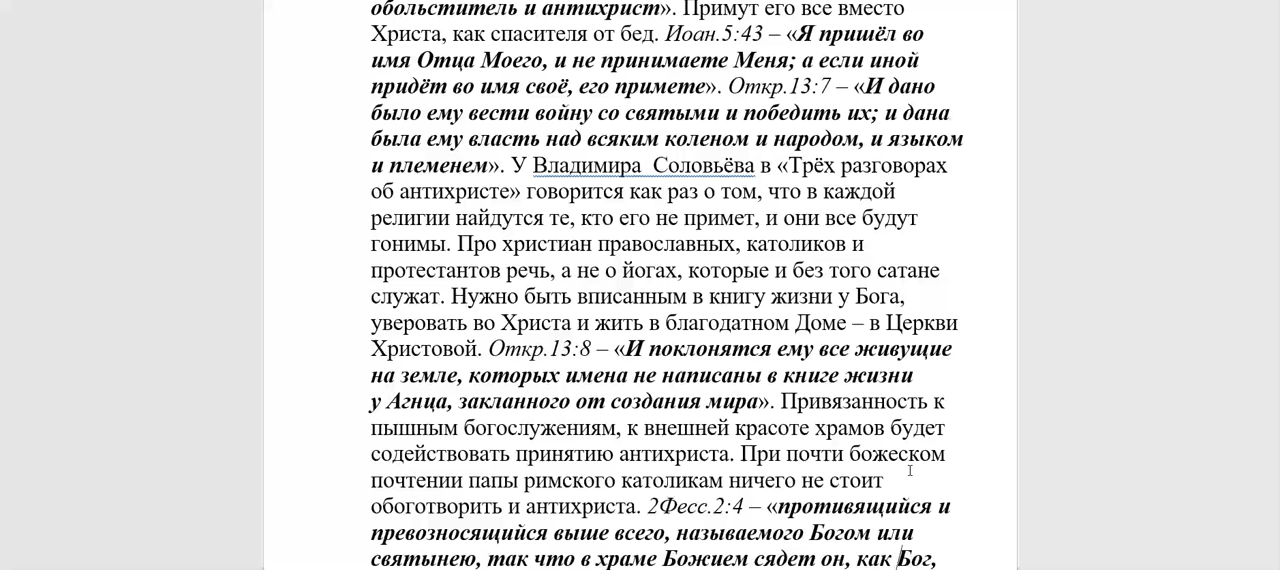 обольститель и антихрист». Примут его все вместо
Христа, как спасителя от бед. Иоан.5:43 – «Я пришёл во
имя Отца Моего, и не принимаете Меня; а если иной
придёт во имя своё, его примете». Откр.13:7 – «И дано
было ему вести войну со святыми и победить их; и дана
была ему власть над всяким коленом и народом, и языком
и племенем». У Владимира  Соловьёва в «Трёх разговорах
об антихристе» говорится как раз о том, что в каждой
религии найдутся те, кто его не примет, и они все будут
гонимы. Про христиан православных, католиков и
протестантов речь, а не о йогах, которые и без того сатане
служат. Нужно быть вписанным в книгу жизни у Бога,
уверовать во Христа и жить в благодатном Доме – в Церкви
Христовой. Откр.13:8 – «И поклонятся ему все живущие
на земле, которых имена не написаны в книге жизни
у Агнца, закланного от создания мира». Привязанность к
пышным богослужениям, к внешней красоте храмов будет
содействовать принятию антихриста. При почти божеском
почтении папы римского католикам ничего не стоит
обоготворить и антихриста. 2Фесс.2:4 – «противящийся и
превозносящийся выше всего, называемого Богом или
святынею, так что в храме Божием сядет он, как Бог,